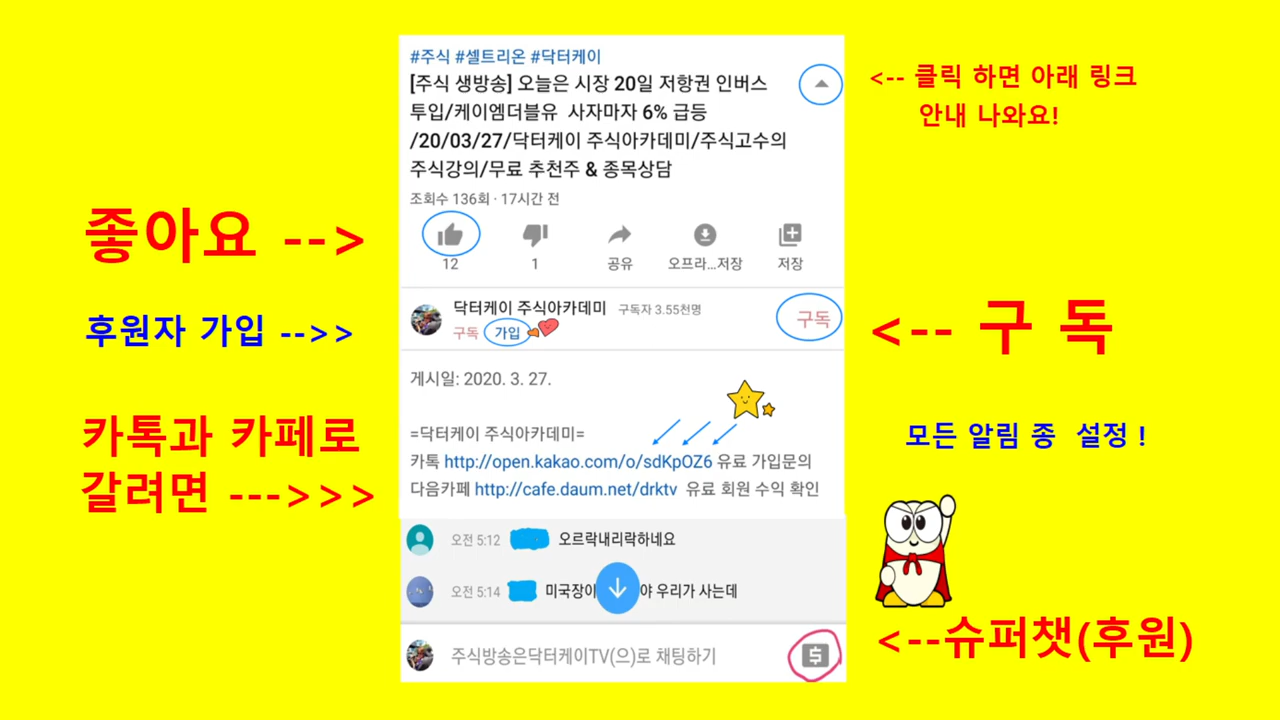 #주식 #셀트리온 #닥터케이
[주식 생방송] 오늘은 시장 20일 저항권 인버스
투입/케이엠더블유 사자마자 6% 급등
/20/03/27/닥터케이 주식아카데미/주식고수의
주식강의/무료 추천주 & 종목상담
조회수 136회 · 17시간 전
<-- 클릭 하면 아래 링크
안내 나와요!
좋아요 -->
12
1
공유
오프라...저장
저장
후원자 가입 -->>
닥터케이 주식아카데미 구독자 3.55천명
구독 가입
구독
<-- 구 독
게시일: 2020. 3. 27.
모든 알림 종 설정 !
카톡과 카페로
갈려면 --->>>
=닥터케이 주식아카데미=
카톡 http://open.kakao.com/o/sdKpOZ6 유료 가입문의
다음카페 http://cafe.daum.net/drktv 유료 회원 수익 확인
오전 5:12 오르락내리락하네요
오전 5:14 미국장이 야 우리가 사는데
주식방송은닥터케이TV(으)로 채팅하기
$
<--슈퍼챗(후원)